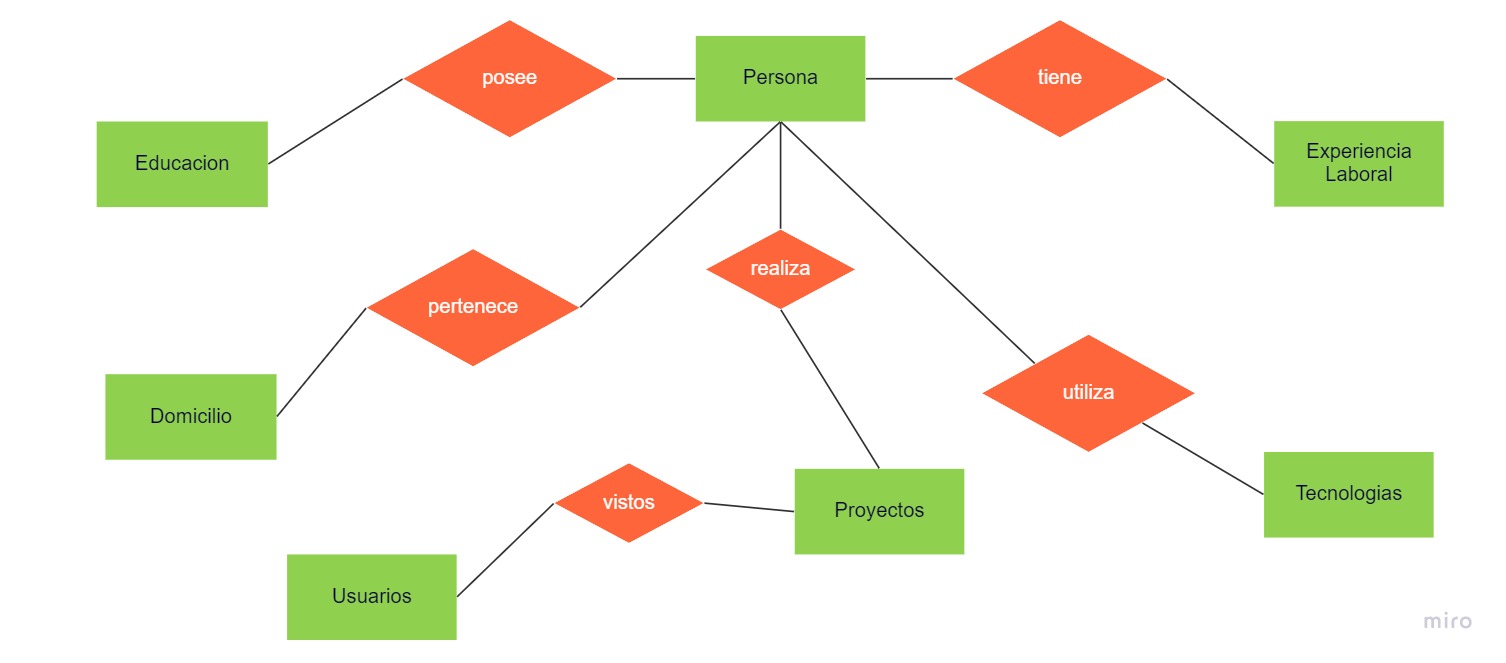 posee
Persona
tiene
Educacion
Experiencia
Laboral
pertenece
realiza
utiliza
Domicilio
vistos
Proyectos
Tecnologias
Usuarios
miro